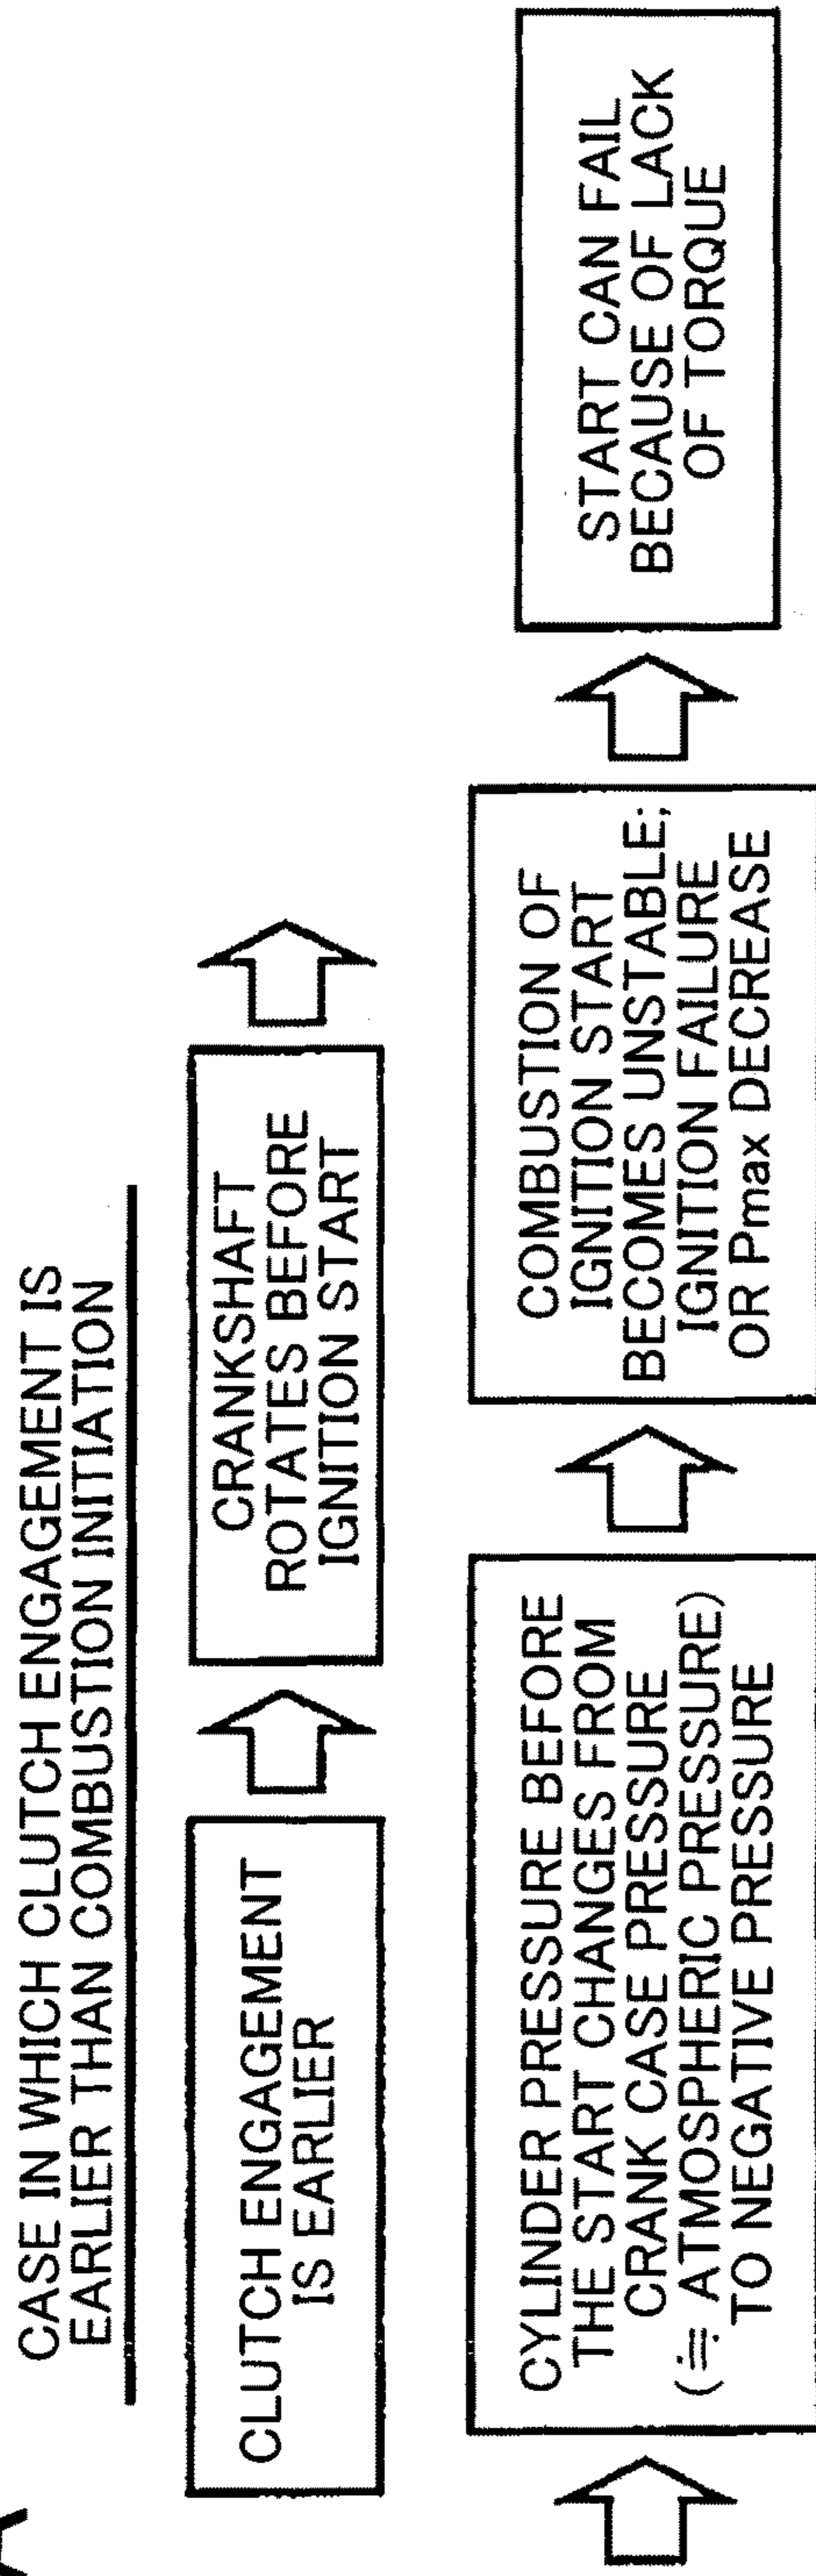 CASE IN WHICH CLUTCH ENGAGEMENT IS
EARLIER THAN COMBUSTION INITIATION
CLUTCH ENGAGEMENT
IS EARLIER
CRANKSHAFT
ROTATES BEFORE
IGNITION START
CYLINDER PRESSURE BEFORE
THE START CHANGES FROM
CRANK CASE PRESSURE
(≒ ATMOSPHERIC PRESSURE)
TO NEGATIVE PRESSURE
COMBUSTION OF
IGNITION START
BECOMES UNSTABLE;
IGNITION FAILURE
OR Pmax DECREASE
START CAN FAIL
BECAUSE OF LACK
OF TORQUE